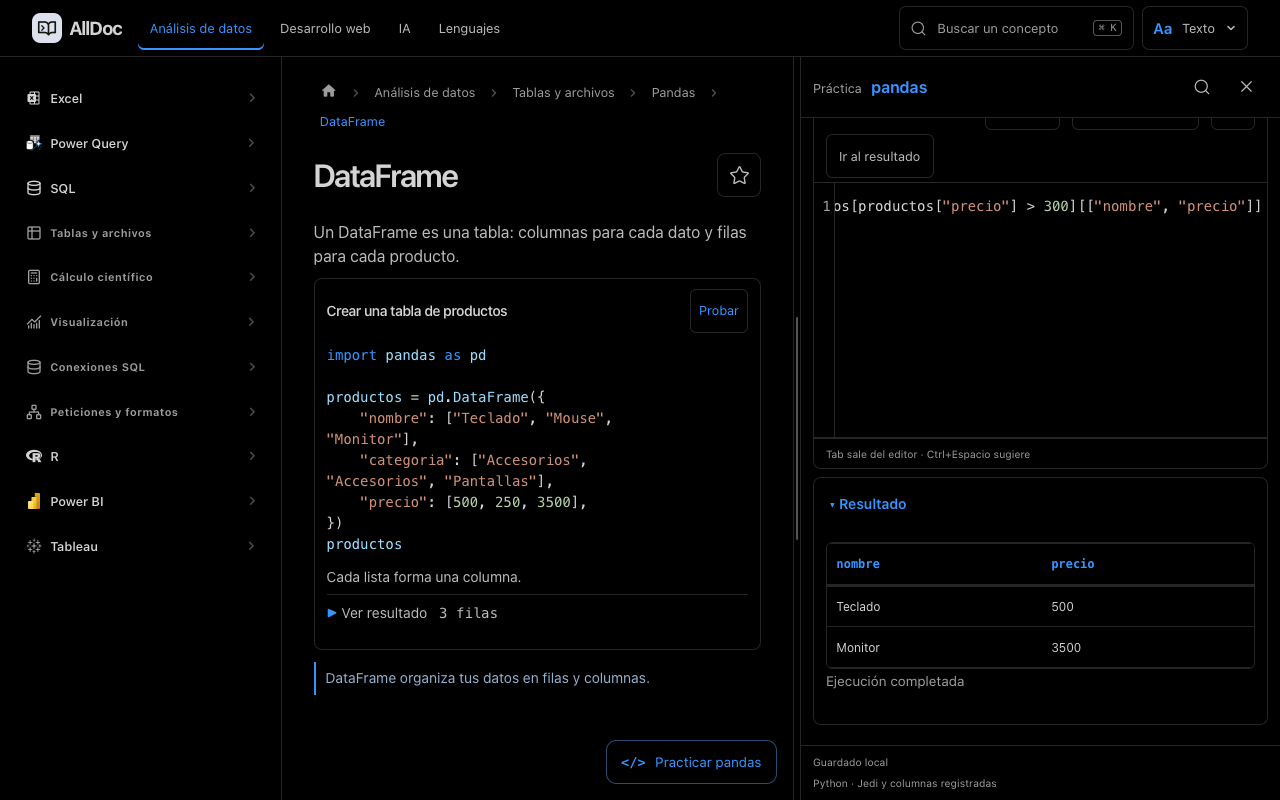 AllDoc
Análisis de datos
Desarrollo web
IA
Lenguajes
Buscar un concepto
⌘ K
Aa Texto
Excel
Power Query
SQL
Tablas y archivos
Cálculo científico
Visualización
Conexiones SQL
Peticiones y formatos
R
Power BI
Tableau
Análisis de datos
Tablas y archivos
Pandas
DataFrame
DataFrame
Un DataFrame es una tabla: columnas para cada dato y filas
para cada producto.
Crear una tabla de productos
Probar
import pandas as pd
productos = pd.DataFrame({
"nombre": ["Teclado", "Mouse",
"Monitor"],
"categoria": ["Accesorios",
"Accesorios", "Pantallas"],
"precio": [500, 250, 3500],
})
productos
Cada lista forma una columna.
Ver resultado 3 filas
DataFrame organiza tus datos en filas y columnas.
</> Practicar pandas
Práctica pandas
Ir al resultado
1 os[productos["precio"] > 300][["nombre", "precio"]]
Tab sale del editor · Ctrl+Espacio sugiere
Resultado
nombre precio
Teclado 500
Monitor 3500
Ejecución completada
Guardado local
Python · Jedi y columnas registradas